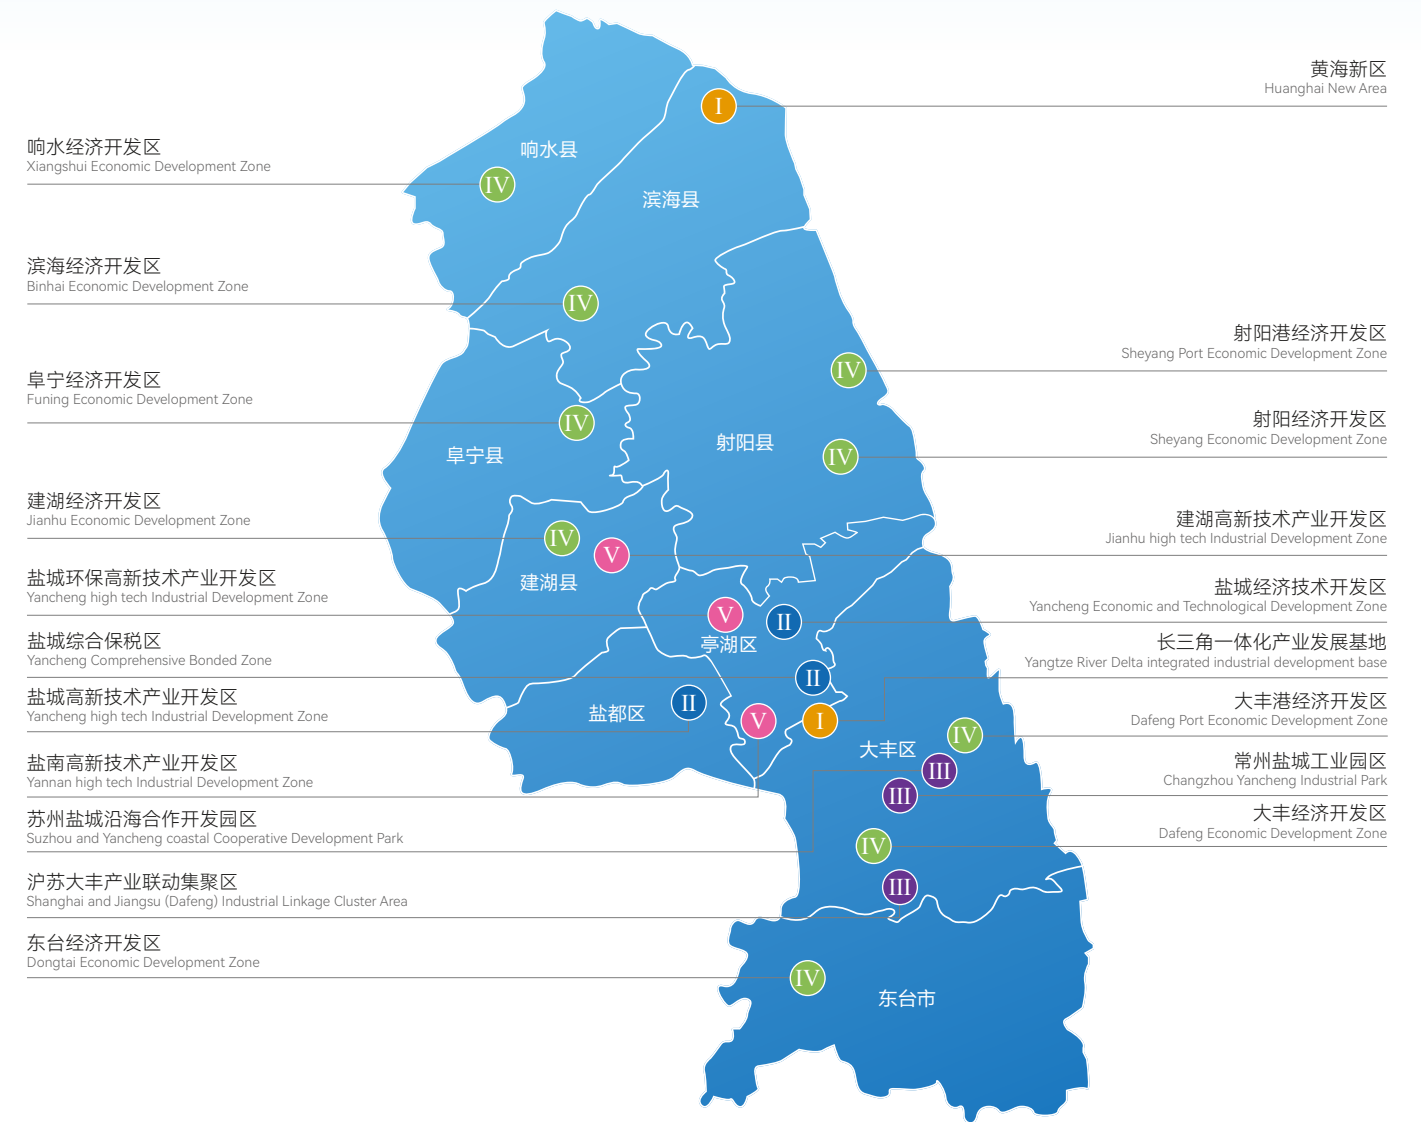 响水经济开发区
Xiangshui Economic Development Zone
滨海经济开发区
Binhai Economic Development Zone
阜宁经济开发区
Funing Economic Development Zone
建湖经济开发区
Jianhu Economic Development Zone
盐城环保高新技术产业开发区
Yancheng high tech Industrial Development Zone
盐城综合保税区
Yancheng Comprehensive Bonded Zone
盐城高新技术产业开发区
Yancheng high tech Industrial Development Zone
盐南高新技术产业开发区
Yannan high tech Industrial Development Zone
苏州盐城沿海合作开发园区
Suzhou and Yancheng coastal Cooperative Development Park
沪苏大丰产业联动集聚区
Shanghai and Jiangsu (Dafeng) Industrial Linkage Cluster Area
东台经济开发区
Dongtai Economic Development Zone
I
响水县
IV
滨海县
IV
IV
IV
射阳县
阜宁县
IV
IV
V
建湖县
V
II
亭湖区
II
II
盐都区
V
I
IV
大丰区
III
III
IV
III
IV
东台市
黄海新区
Huanghai New Area
射阳港经济开发区
Sheyang Port Economic Development Zone
射阳经济开发区
Sheyang Economic Development Zone
建湖高新技术产业开发区
Jianhu high tech Industrial Development Zone
盐城经济技术开发区
Yancheng Economic and Technological Development Zone
长三角一体化产业发展基地
Yangtze River Delta integrated industrial development base
大丰港经济开发区
Dafeng Port Economic Development Zone
常州盐城工业园区
Changzhou Yancheng Industrial Park
大丰经济开发区
Dafeng Economic Development Zone